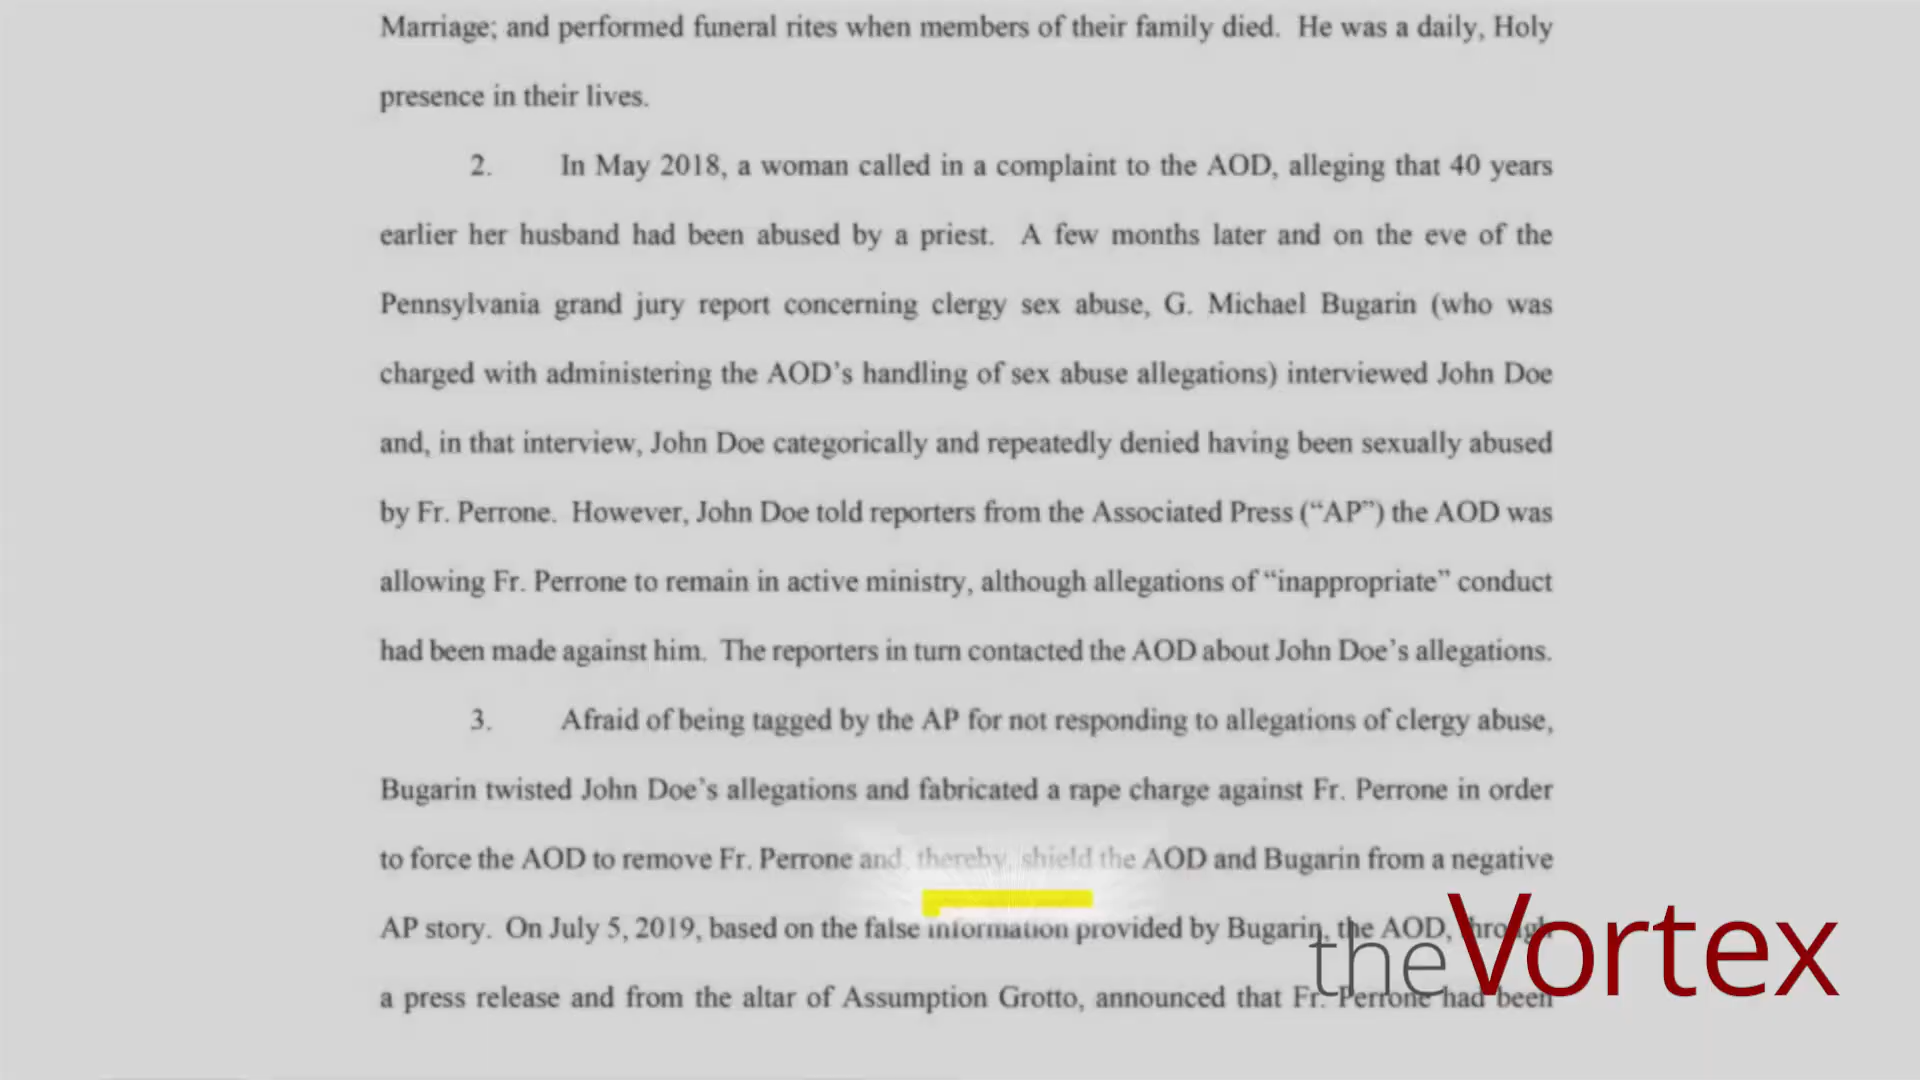 Marriage; and performed funeral rites when members of their family died. He was a daily, Holy
presence in their lives.
2. In May 2018, a woman called in a complaint to the AOD, alleging that 40 years
earlier her husband had been abused by a priest. A few months later and on the eve of the
Pennsylvania grand jury report concerning clergy sex abuse, G. Michael Bugarin (who was
charged with administering the AOD’s handling of sex abuse allegations) interviewed John Doe
and, in that interview, John Doe categorically and repeatedly denied having been sexually abused
by Fr. Perrone. However, John Doe told reporters from the Associated Press (“AP”) the AOD was
allowing Fr. Perrone to remain in active ministry, although allegations of “inappropriate” conduct
had been made against him. The reporters in turn contacted the AOD about John Doe’s allegations.
3. Afraid of being tagged by the AP for not responding to allegations of clergy abuse,
Bugarin twisted John Doe’s allegations and fabricated a rape charge against Fr. Perrone in order
to force the AOD to remove Fr. Perrone and, thereby, shield the AOD and Bugarin from a negative
AP story. On July 5, 2019, based on the false information provided by Bugarin, the AOD, through
a press release and from the altar of Assumption Grotto, announced that Fr. Perrone had been
theVortex